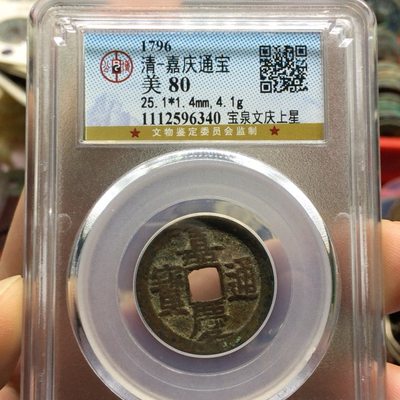 1796
清-嘉庆通宝
美 80
25.1*1.4mm,4.1g
1112596340 宝泉文庆上星
★ 文物鉴定委员会监制 ★
嘉慶通寶